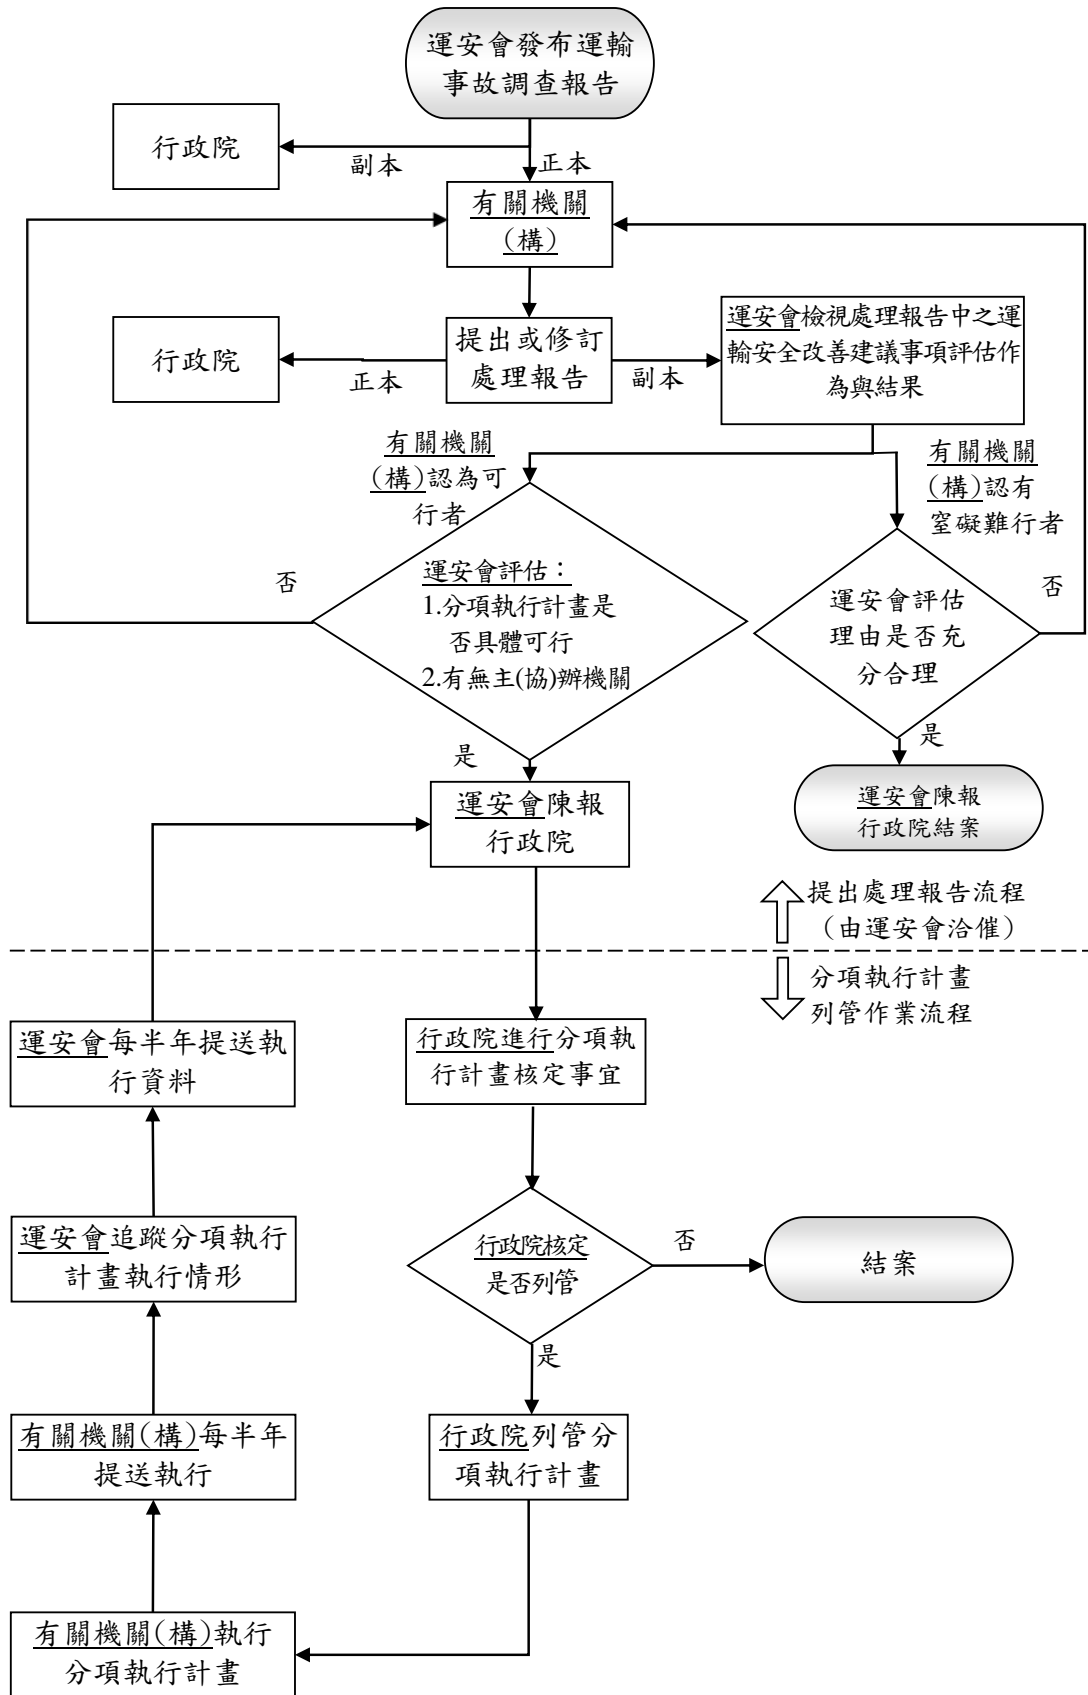 運安會發布運輸
事故調查報告
行政院
副本
正本
有關機關
(構)
行政院
正本
提出或修訂
處理報告
副本
運安會檢視處理報告中之運
輸安全改善建議事項評估作
為與結果
有關機關
(構)認為可
行者
有關機關
(構)認有
窒礙難行者
否
運安會評估：
1.分項執行計畫是
否具體可行
2.有無主(協)辦機關
運安會評估
理由是否充
分合理
否
是
是
運安會陳報
行政院
運安會陳報
行政院結案
提出處理報告流程
（由運安會洽催）
分項執行計畫
列管作業流程
運安會每半年提送執
行資料
行政院進行分項執
行計畫核定事宜
運安會追蹤分項執行
計畫執行情形
行政院核定
是否列管
否
結案
是
有關機關(構)每半年
提送執行
行政院列管分
項執行計畫
有關機關(構)執行
分項執行計畫